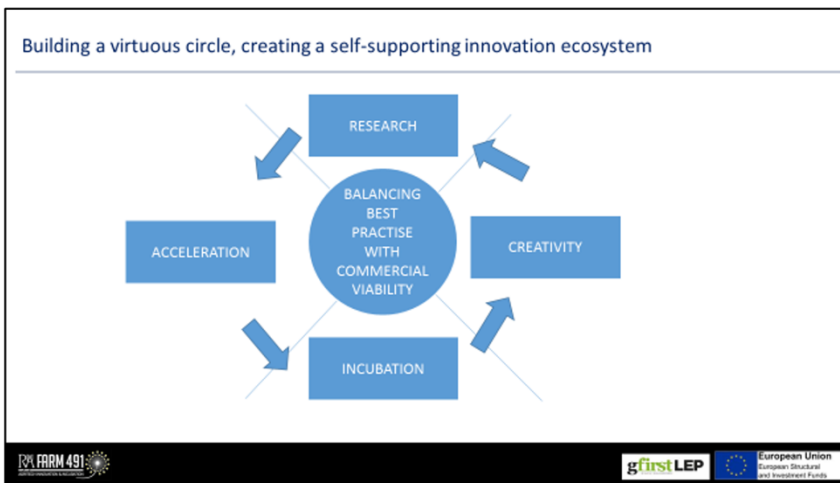 Building a virtuous circle, creating a self-supporting innovation ecosystem
RESEARCH
BALANCING
BEST
PRACTISE
WITH
COMMERCIAL
VIABILITY
ACCELERATION
CREATIVITY
INCUBATION
FARM 491
gfirst LEP
European Union
European Structural
and Investment Funds